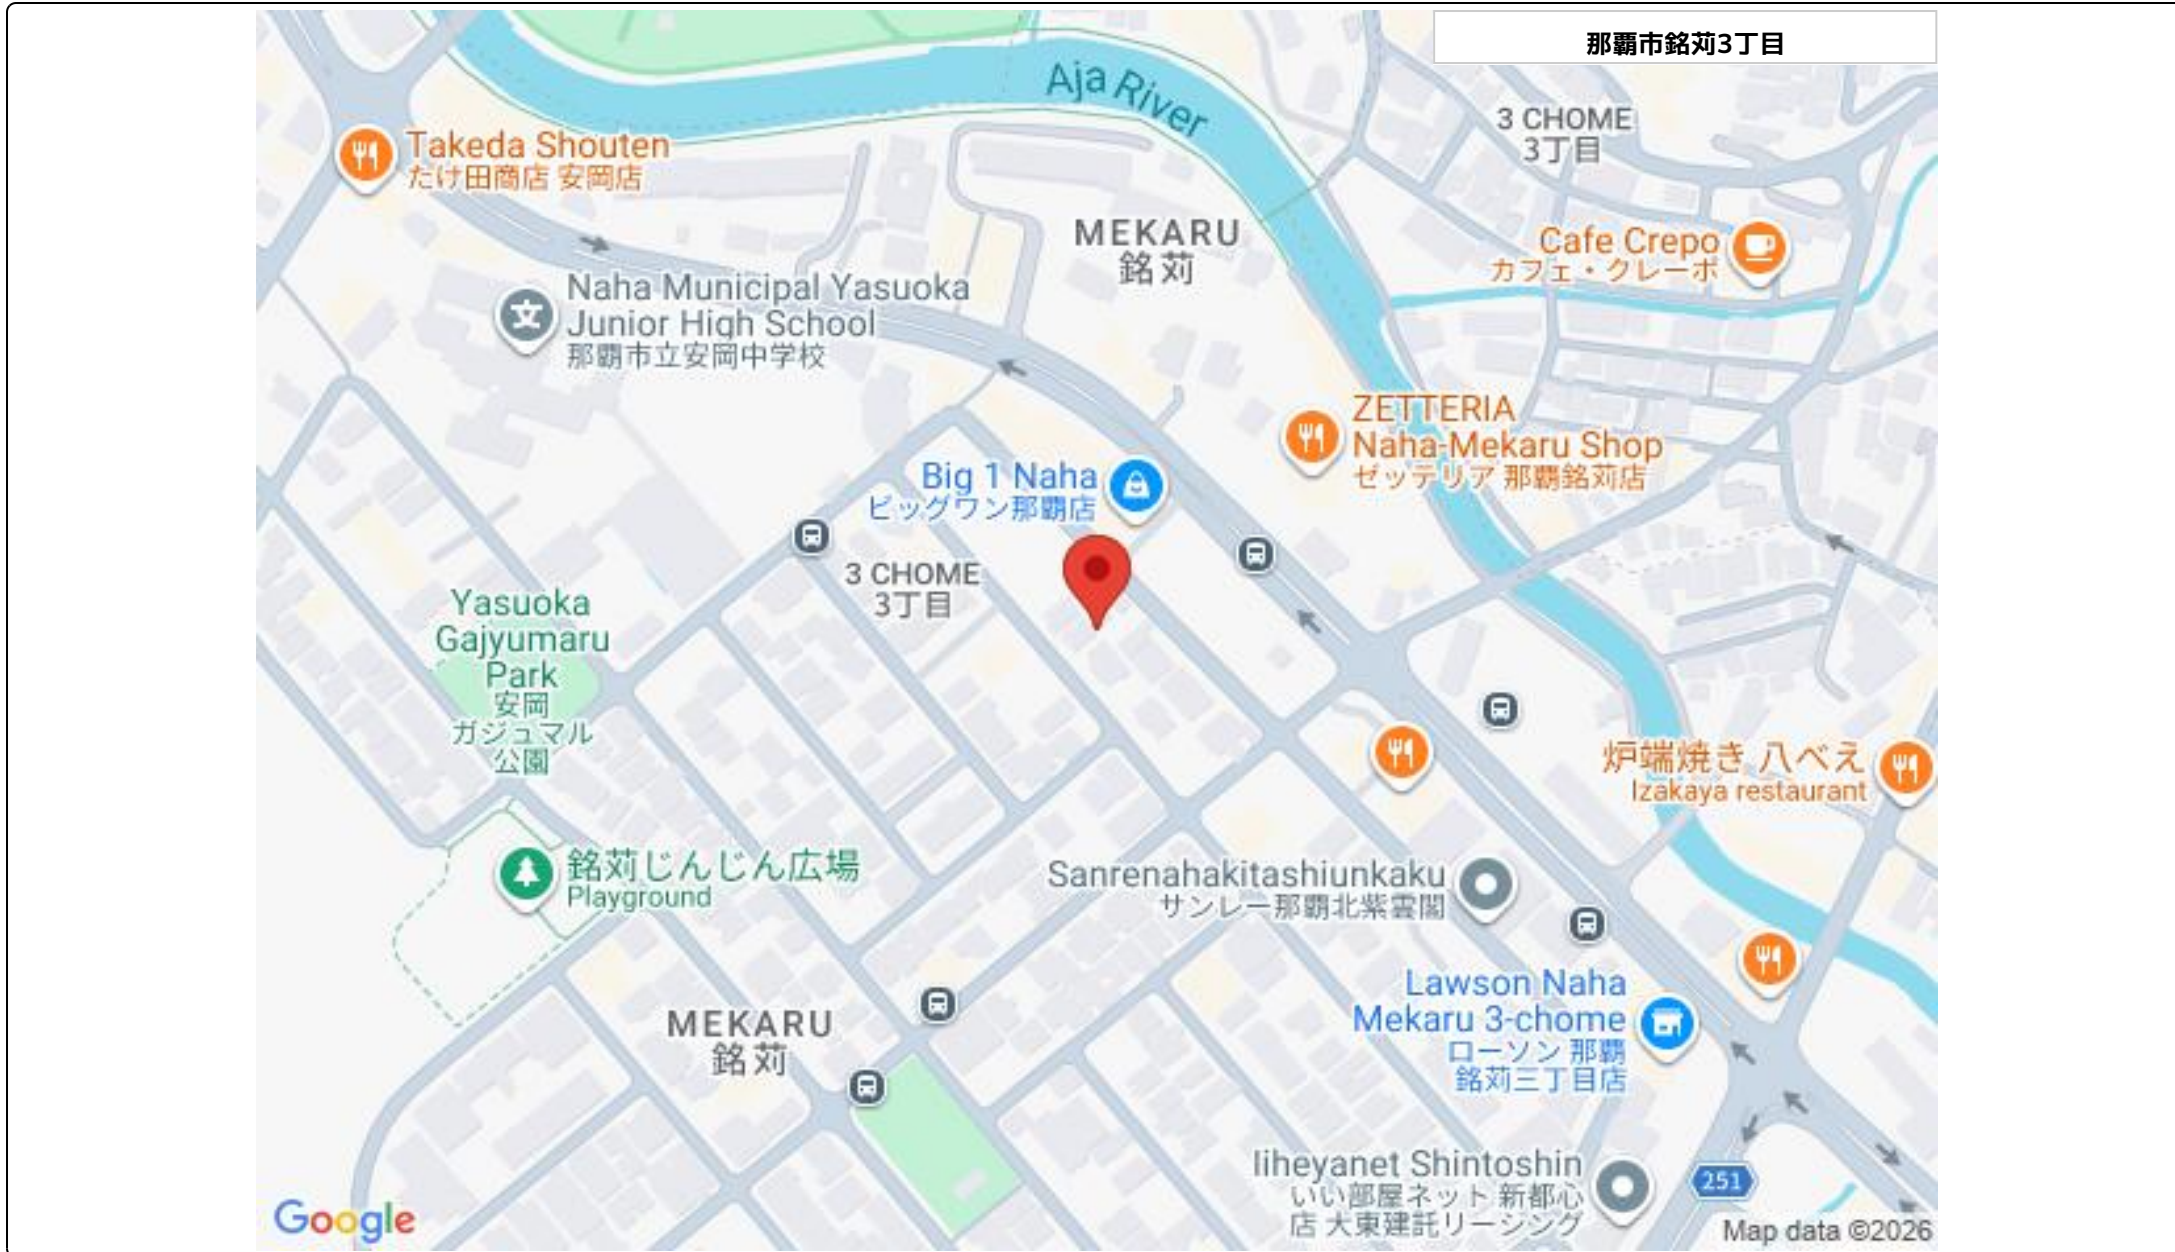 那覇市銘苅3丁目
Aja River
3 CHOME
3丁目
Takeda Shouten
たけ田商店 安岡店
MEKARU
銘苅
Cafe Crepo
カフェ・クレーポ
Naha Municipal Yasuoka
Junior High School
那覇市立安岡中学校
ZETTERIA
Naha-Mekaru Shop
ゼッテリア 那覇銘苅店
Big 1 Naha
ビッグワン那覇店
3 CHOME
3丁目
Yasuoka
Gajyumaru
Park
安岡
ガジュマル
公園
炉端焼き 八べえ
Izakaya restaurant
銘苅じんじん広場
Playground
Sanrenahakitashiunkaku
サンレー那覇北紫雲閣
Lawson Naha
Mekaru 3-chome
ローソン 那覇
銘苅三丁目店
MEKARU
銘苅
Iiheyanet Shintoshin
いい部屋ネット 新都心
店 大東建託リーシング
251
Google
Map data ©2026